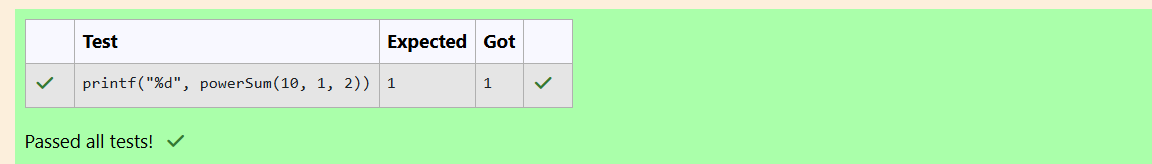 Test Expected Got
printf("%d", powerSum(10, 1, 2)) 1 1
Passed all tests!